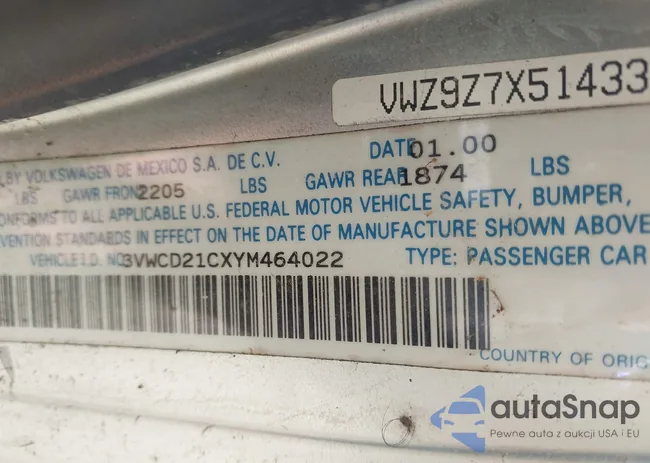 VWZ9Z7X51433
BY VOLKSWAGEN DE MEXICO S.A. DE C.V. DATE 01.00
LBS GAWR FRONT 2205 LBS GAWR REAR 1874 LBS
CONFORMS TO ALL APPLICABLE U.S. FEDERAL MOTOR VEHICLE SAFETY, BUMPER,
VENTION STANDARDS IN EFFECT ON THE DATE OF MANUFACTURE SHOWN ABOVE
VEHICLE I.D. NO 3VWCD21CXYM464022 TYPE: PASSENGER CAR
COUNTRY OF ORIG
autaSnap
Pewne auta z aukcji USA i EU